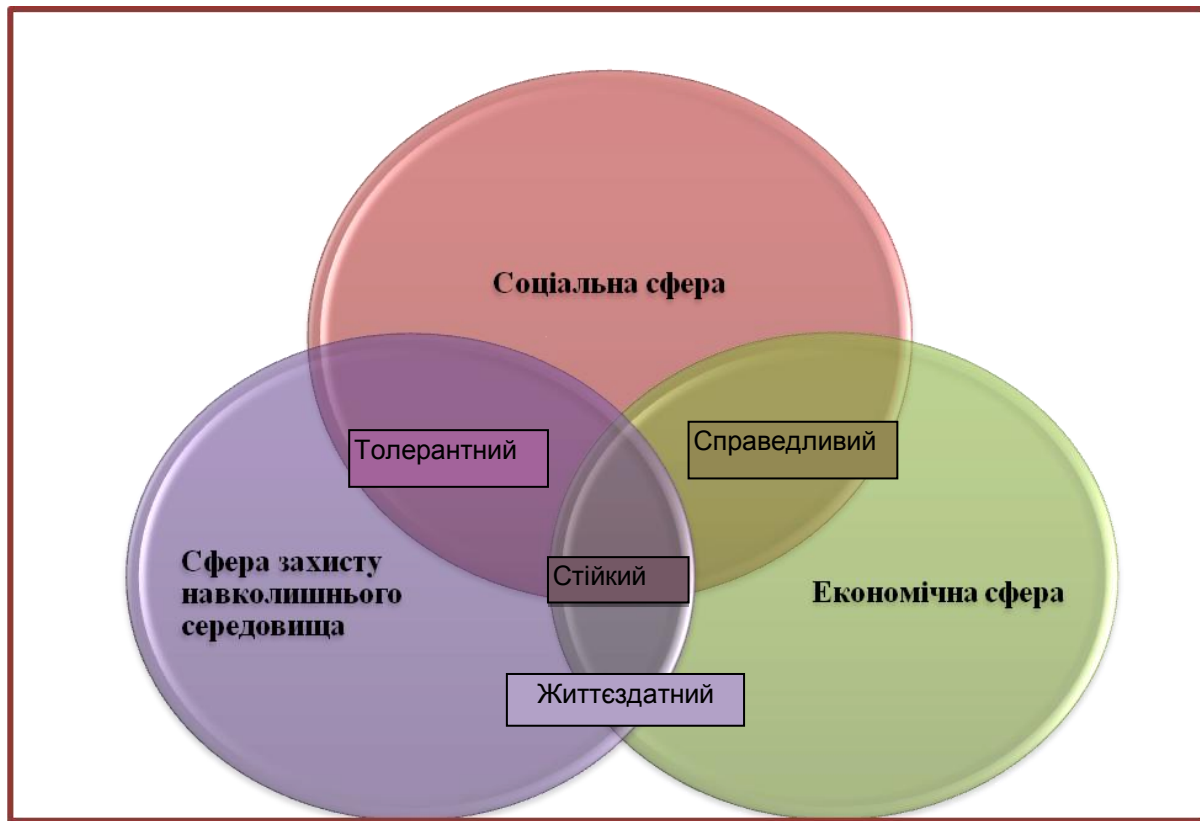 Соціальна сфера
Толерантний
Справедливий
Сфера захисту
навколишнього
середовища
Стійкий
Економічна сфера
Життєздатний